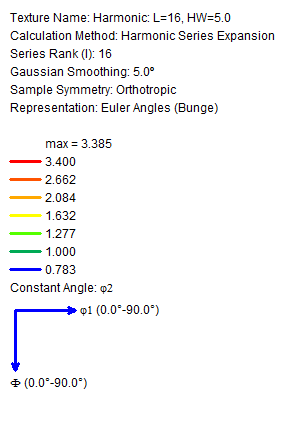 Texture Name: Harmonic: L=16, HW=5.0
Calculation Method: Harmonic Series Expansion
Series Rank (l): 16
Gaussian Smoothing: 5.0°
Sample Symmetry: Orthotropic
Representation: Euler Angles (Bunge)
max = 3.385
3.400
2.662
2.084
1.632
1.277
1.000
0.783
Constant Angle: φ2
φ1 (0.0°-90.0°)
Φ (0.0°-90.0°)